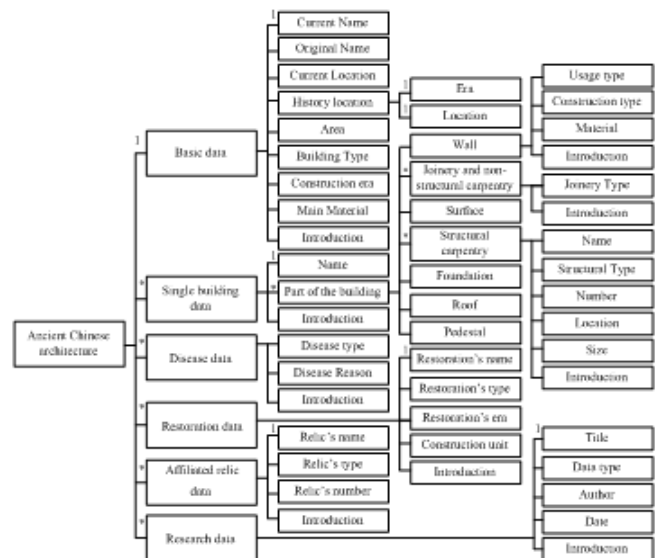 Ancient Chinese
architecture
1
Basic data
1
Current Name
Original Name
Current Location
History location
1
Era
1
Location
Area
Building Type
Construction era
Main Material
Introduction
*
Single building
data
1
Name
*
Part of the building
Introduction
Wall
Usage type
Construction type
Material
Introduction
*
Joinery and non-
structural carpentry
Joinery Type
Introduction
Surface
*
Structural
carpentry
Name
Structural Type
Number
Location
Size
Introduction
Foundation
Roof
Pedestal
*
Disease data
Disease type
Disease Reason
Introduction
*
Restoration data
1
Restoration's name
Restoration's type
Restoration's era
Construction unit
Introduction
*
Affiliated relic
data
1
Relic's name
Relic's type
Relic's number
Introduction
*
Research data
1
Title
Data type
Author
Date
Introduction